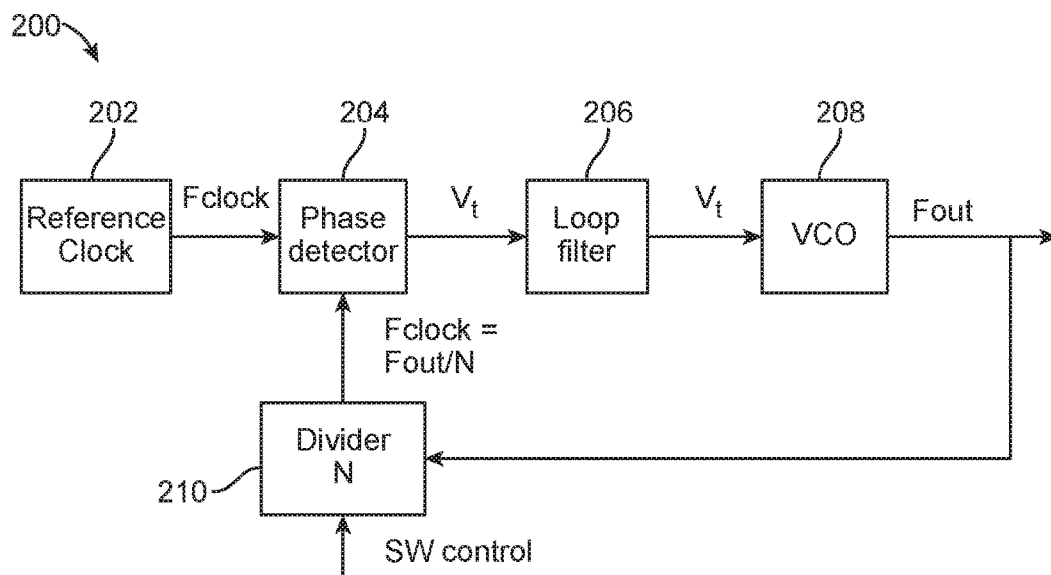 200
202
204
206
208
Reference
Clock
Fclock
Phase
detector
Vt
Loop
filter
Vt
VCO
Fout
Fclock =
Fout/N
Divider
N
210
SW control